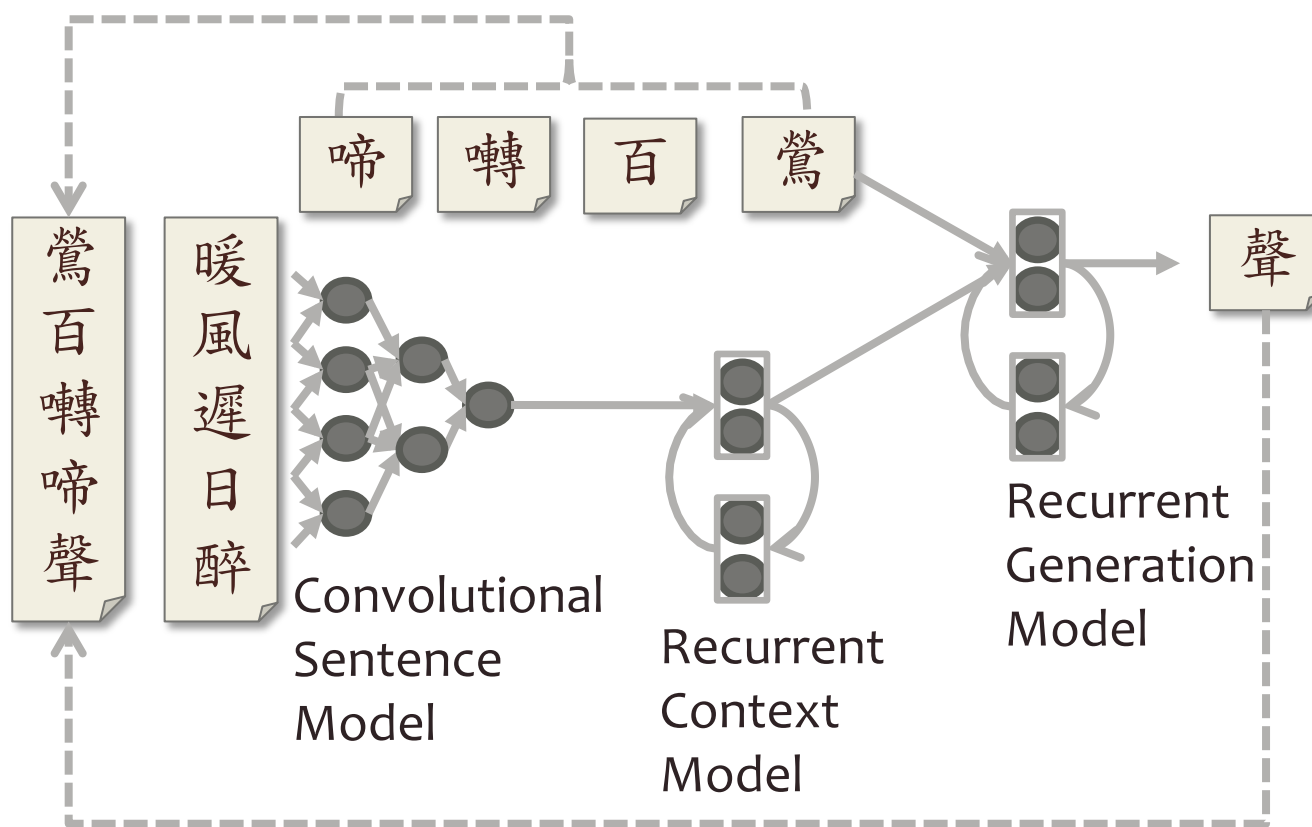 啼
囀
百
鶯
聲
鶯百囀啼聲
暖風遲日醉
Convolutional
Sentence
Model
Recurrent
Context
Model
Recurrent
Generation
Model